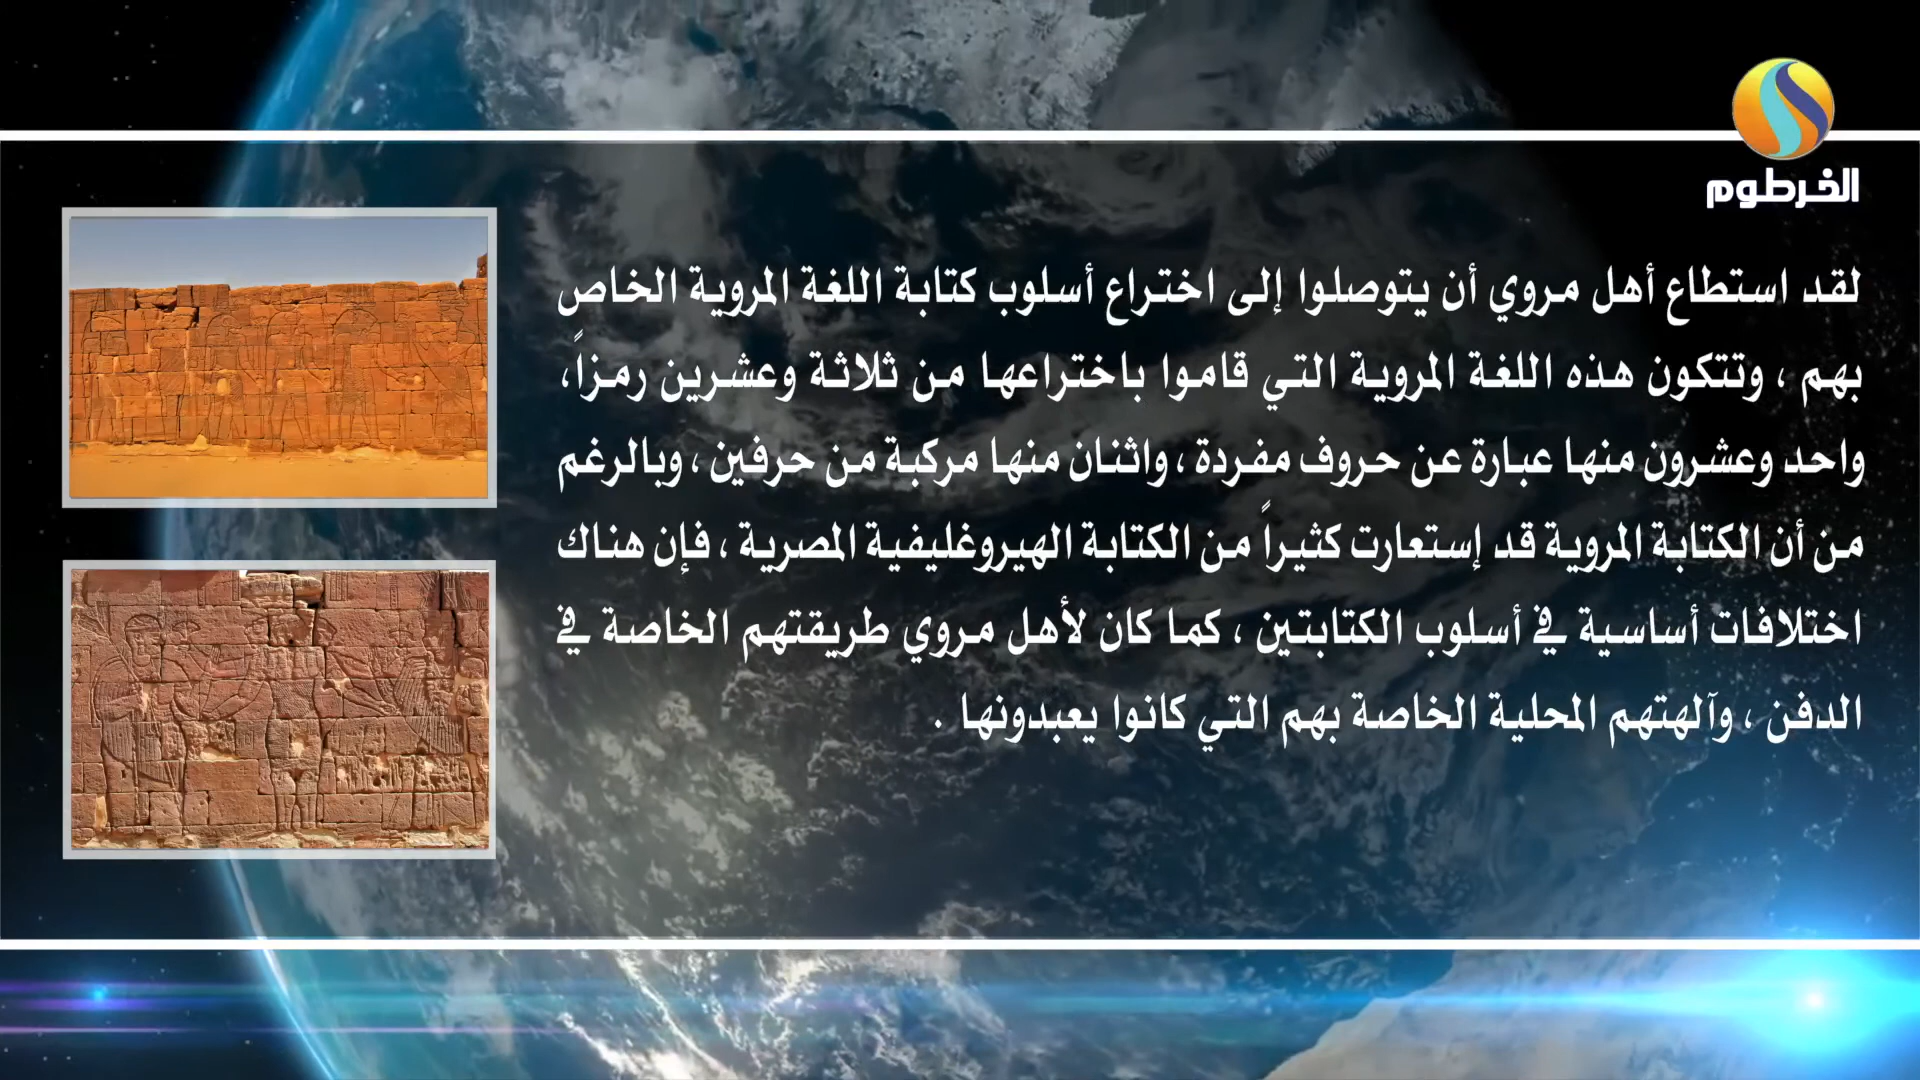 الخرطوم
لقد استطاع أهل مروي أن يتوصلوا إلى اختراع أسلوب كتابة اللغة المروية الخاص
بهم ، وتتكون هذه اللغة المروية التي قاموا باختراعها من ثلاثة وعشرين رمزاً،
واحد وعشرون منها عبارة عن حروف مفردة ، واثنان منها مركبة من حرفين ، وبالرغم
من أن الكتابة المروية قد إستعارت كثيراً من الكتابة الهيروغليفية المصرية ، فإن هناك
اختلافات أساسية في أسلوب الكتابتين ، كما كان لأهل مروي طريقتهم الخاصة في
الدفن ، وآلهتهم المحلية الخاصة بهم التي كانوا يعبدونها .